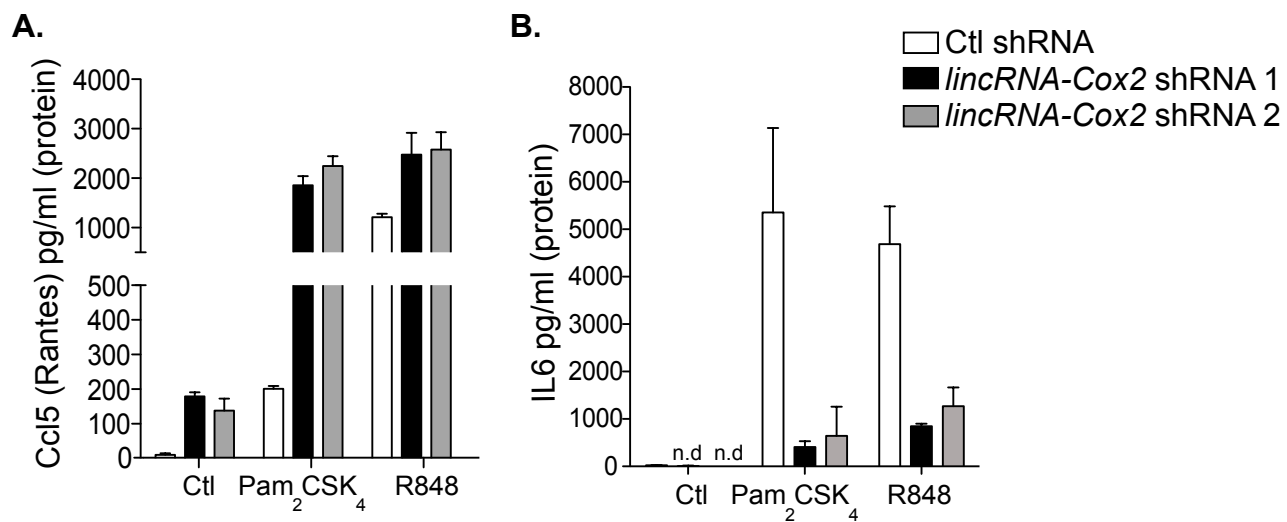 A.
Ccl5 (Rantes) pg/ml (protein)
4000
3000
2000
1000
500
400
300
200
100
0
Ctl
Pam2CSK4
R848
B.
IL6 pg/ml (protein)
8000
7000
6000
5000
4000
3000
2000
1000
0
n.d
n.d
Ctl
Pam2CSK4
R848
Ctl shRNA
lincRNA-Cox2 shRNA 1
lincRNA-Cox2 shRNA 2